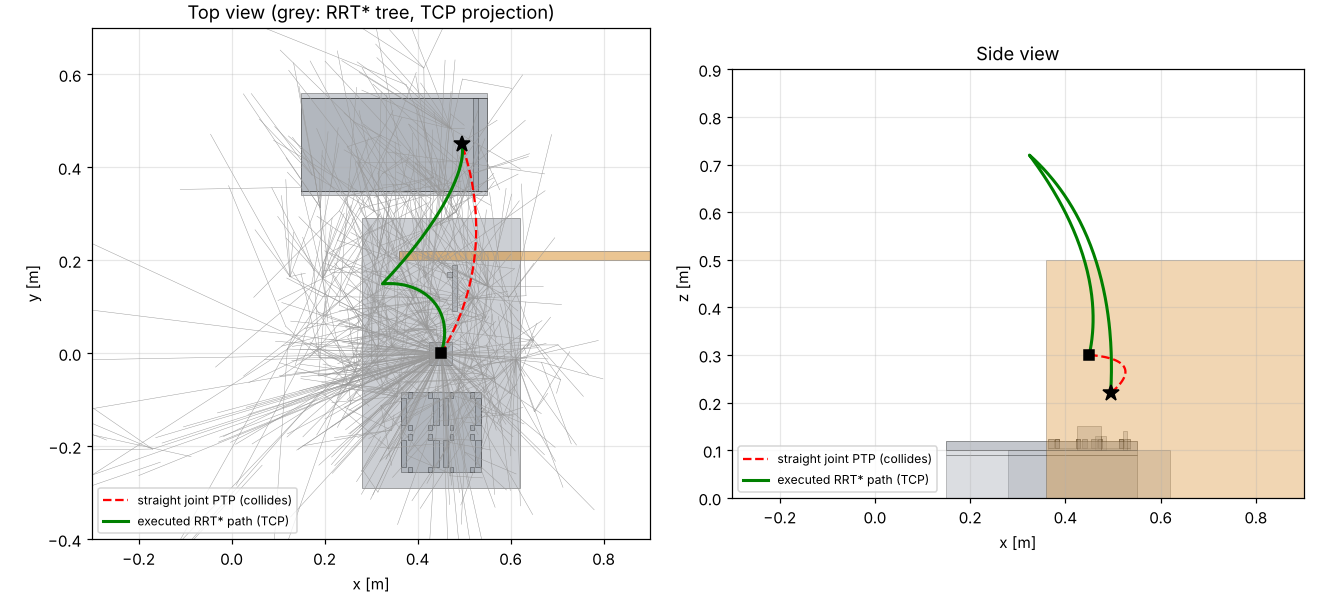 Top view (grey: RRT* tree, TCP projection)
0.6
0.4
0.2
0.0
−0.2
−0.4
y [m]
straight joint PTP (collides)
executed RRT* path (TCP)
−0.2
0.0
0.2
0.4
0.6
0.8
x [m]
Side view
0.9
0.8
0.7
0.6
0.5
0.4
0.3
0.2
0.1
0.0
z [m]
straight joint PTP (collides)
executed RRT* path (TCP)
−0.2
0.0
0.2
0.4
0.6
0.8
x [m]